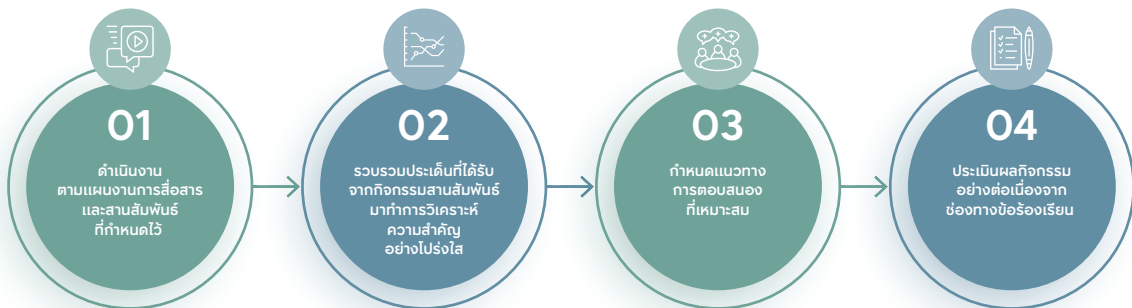 01
ดำเนินงาน
ตามแผนงานการสื่อสาร
และสานสัมพันธ์
ที่กำหนดไว้
02
รวบรวมประเด็นที่ได้รับ
จากกิจกรรมสานสัมพันธ์
มาทำการวิเคราะห์
ความสำคัญ
อย่างโปร่งใส
03
กำหนดแนวทาง
การตอบสนอง
ที่เหมาะสม
04
ประเมินผลกิจกรรม
อย่างต่อเนื่องจาก
ช่องทางข้อร้องเรียน